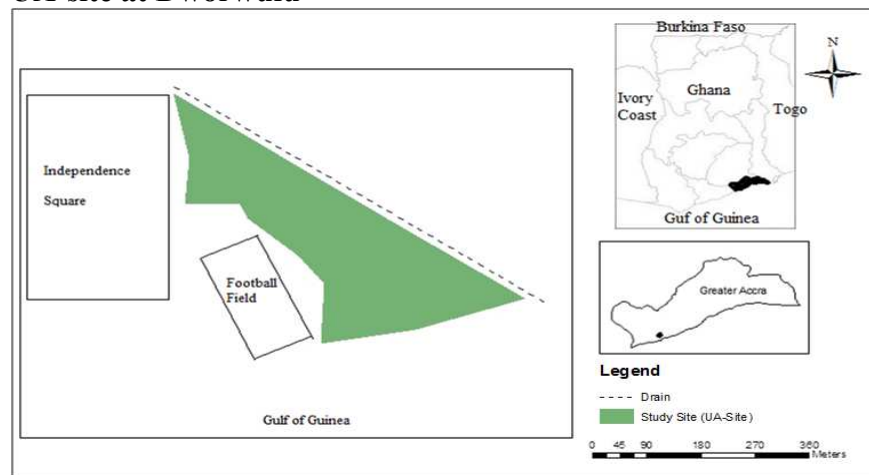 Independence
Square
Football
Field
Gulf of Guinea
Burkina Faso
Ivory
Coast
Ghana
Togo
Guf of Guinea
N
Greater Accra
Legend
Drain
Study Site (UA-Site)
0 45 90 180 270 360
Meters